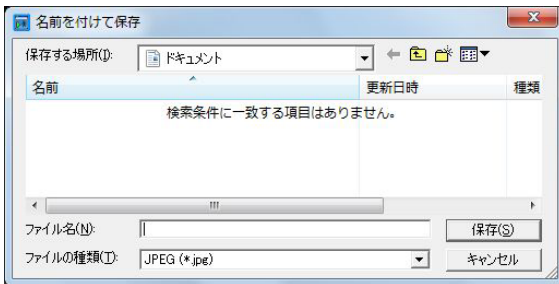 名前を付けて保存
保存する場所(I): ドキュメント
名前 更新日時 種類
検索条件に一致する項目はありません。
ファイル名(N): 保存(S)
ファイルの種類(T): JPEG (*.jpg) キャンセル